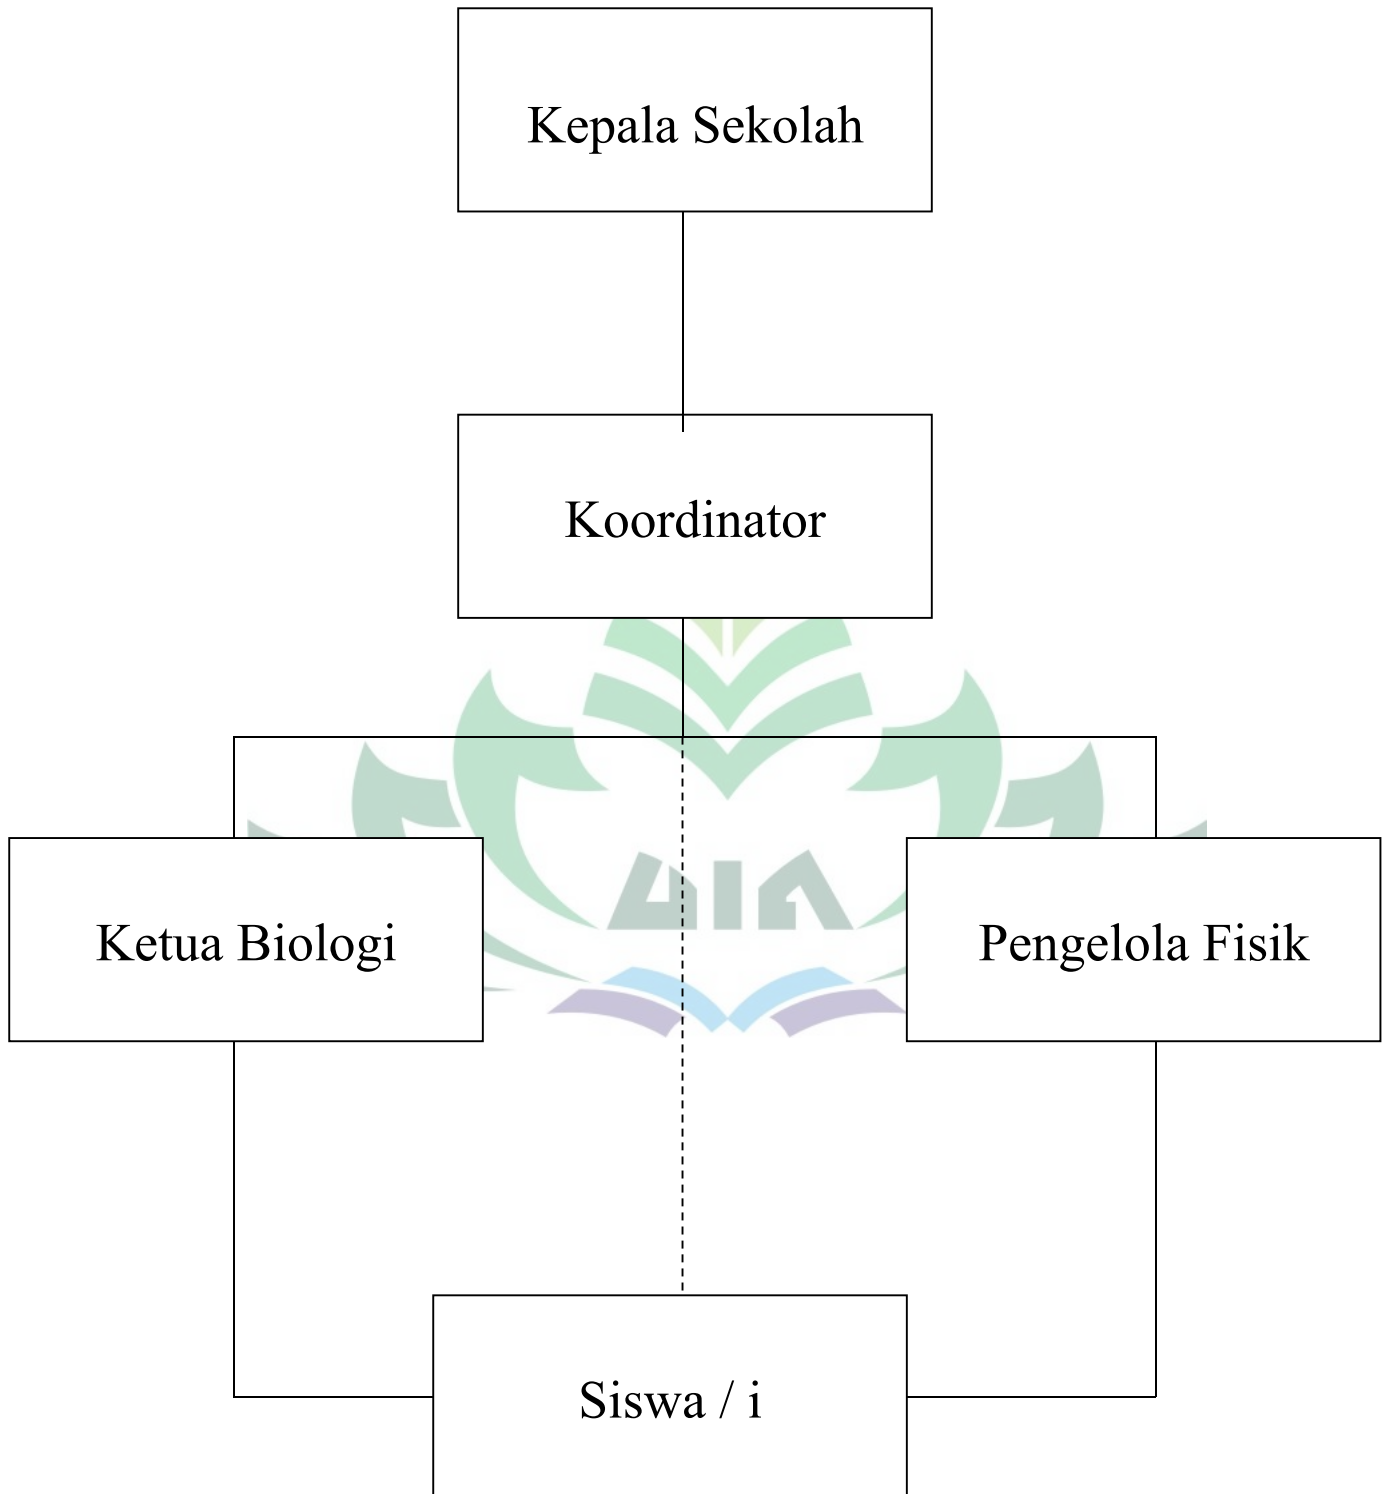 Kepala Sekolah
Koordinator
Ketua Biologi
Pengelola Fisik
Siswa / i